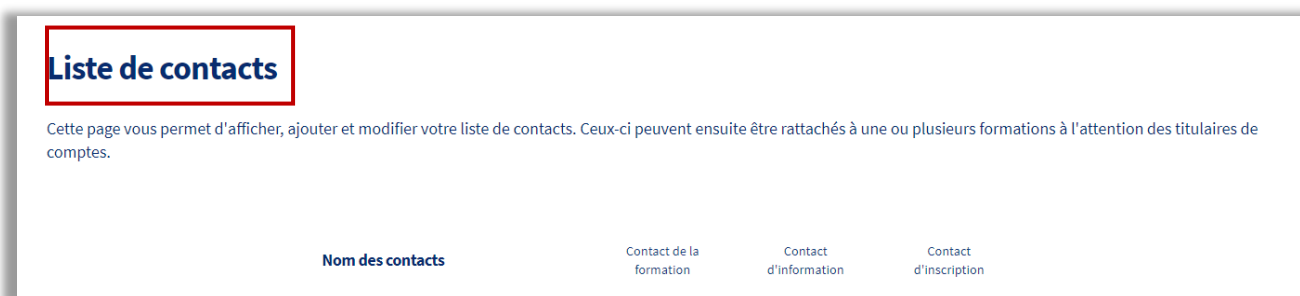 Liste de contacts
Cette page vous permet d'afficher, ajouter et modifier votre liste de contacts. Ceux-ci peuvent ensuite être rattachés à une ou plusieurs formations à l'attention des titulaires de
comptes.
Nom des contacts
Contact de la
formation
Contact
d'information
Contact
d'inscription